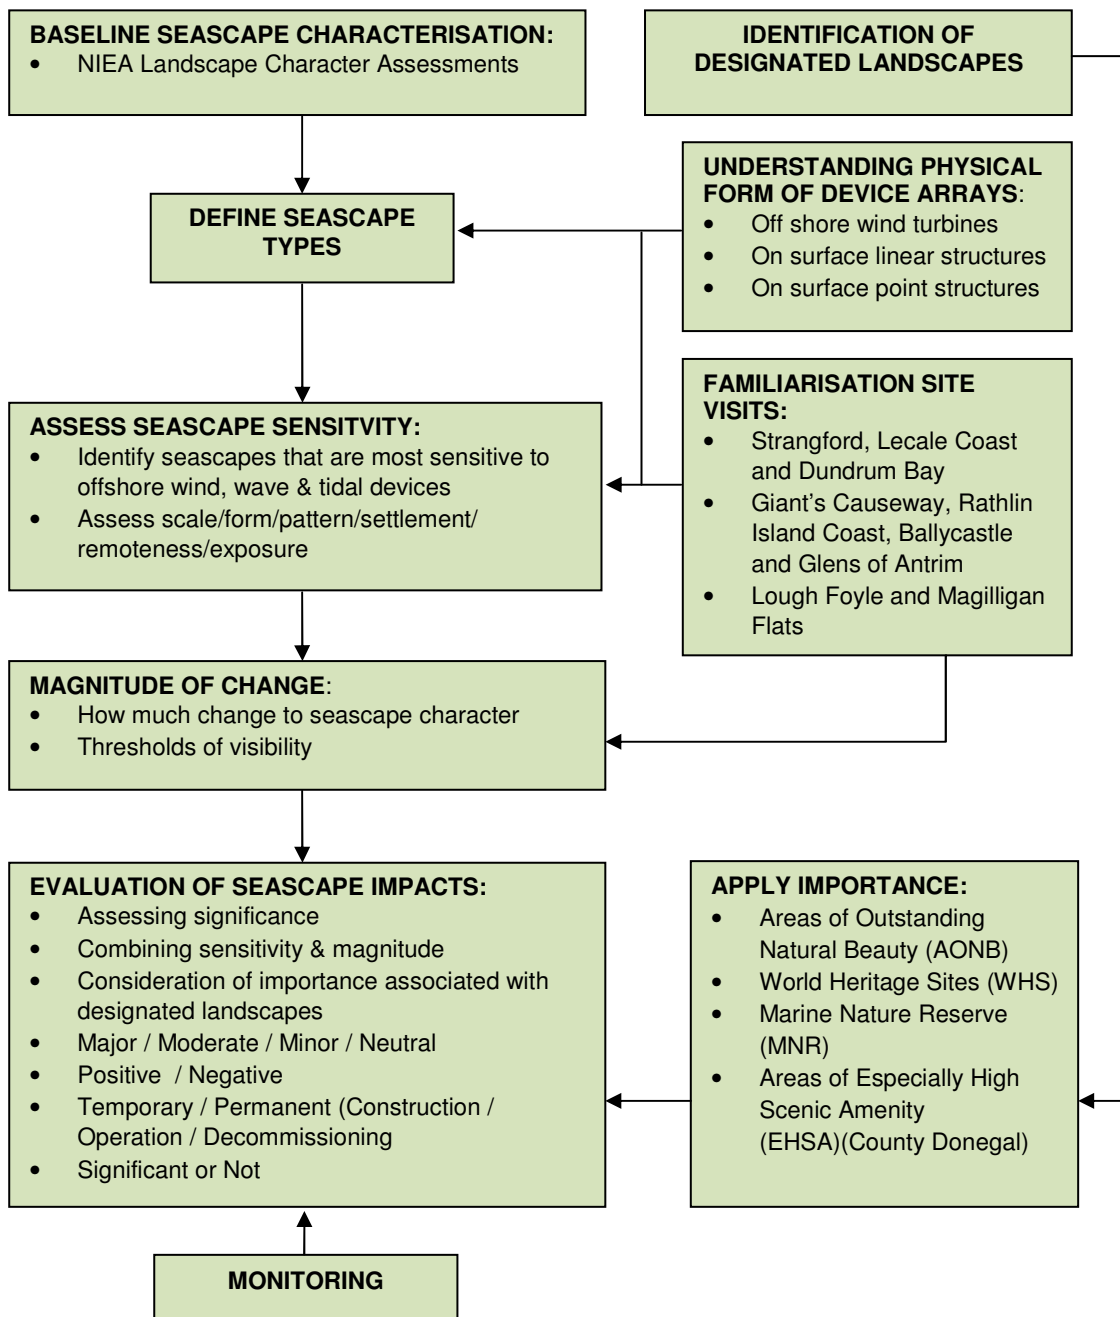 BASELINE SEASCAPE CHARACTERISATION:
• NIEA Landscape Character Assessments
IDENTIFICATION OF
DESIGNATED LANDSCAPES
UNDERSTANDING PHYSICAL
FORM OF DEVICE ARRAYS:
• Off shore wind turbines
• On surface linear structures
• On surface point structures
DEFINE SEASCAPE
TYPES
FAMILIARISATION SITE
VISITS:
• Strangford, Lecale Coast
and Dundrum Bay
• Giant's Causeway, Rathlin
Island Coast, Ballycastle
and Glens of Antrim
• Lough Foyle and Magilligan
Flats
ASSESS SEASCAPE SENSITVITY:
• Identify seascapes that are most sensitive to
offshore wind, wave & tidal devices
• Assess scale/form/pattern/settlement/
remoteness/exposure
MAGNITUDE OF CHANGE:
• How much change to seascape character
• Thresholds of visibility
EVALUATION OF SEASCAPE IMPACTS:
• Assessing significance
• Combining sensitivity & magnitude
• Consideration of importance associated with
designated landscapes
• Major / Moderate / Minor / Neutral
• Positive / Negative
• Temporary / Permanent (Construction /
Operation / Decommissioning
• Significant or Not
APPLY IMPORTANCE:
• Areas of Outstanding
Natural Beauty (AONB)
• World Heritage Sites (WHS)
• Marine Nature Reserve
(MNR)
• Areas of Especially High
Scenic Amenity
(EHSA)(County Donegal)
MONITORING